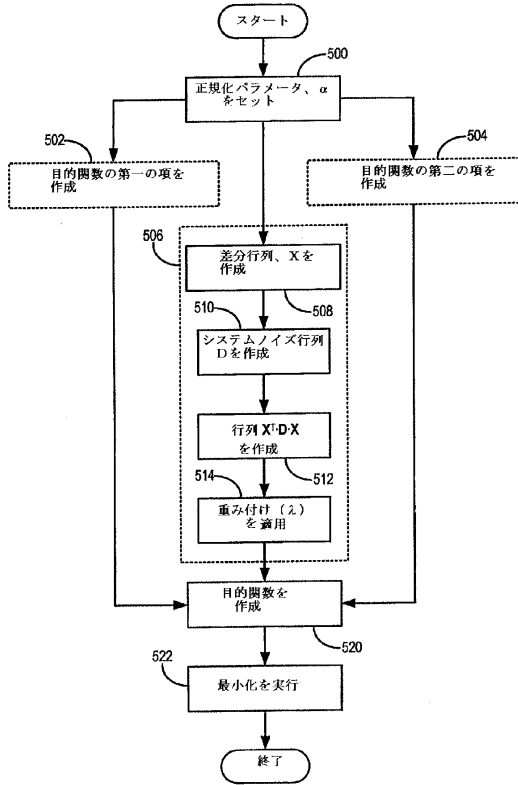 スタート
500
正規化パラメータ、α
をセット
502
504
目的関数の第一の項を
作成
目的関数の第二の項を
作成
506
差分行列、Xを
作成
508
510
システムノイズ行列
Dを作成
行列 Xᵀ·D·X
を作成
512
514
重み付け（λ）
を適用
目的関数を
作成
520
522
最小化を実行
終了